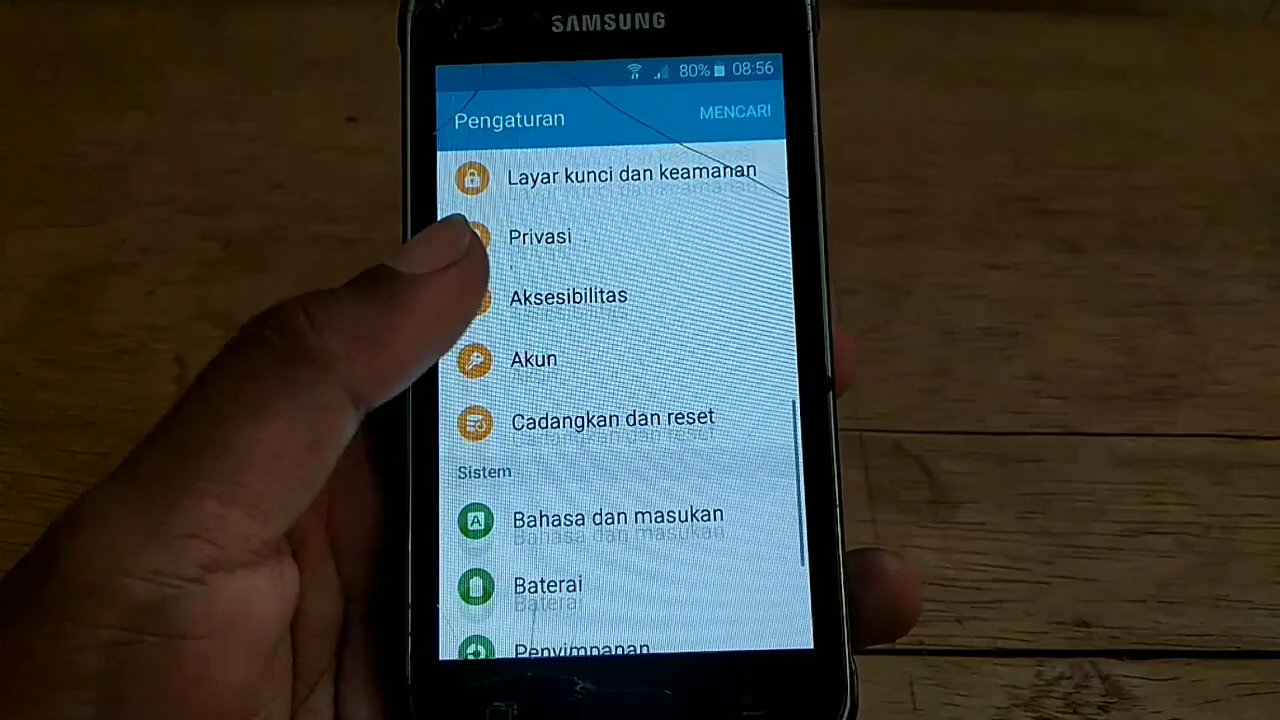 SAMSUNG
80% 08:56
Pengaturan MENCARI
Layar kunci dan keamanan
Privasi
Aksesibilitas
Akun
Cadangkan dan reset
Sistem
Bahasa dan masukan
Baterai
Penyimpanan